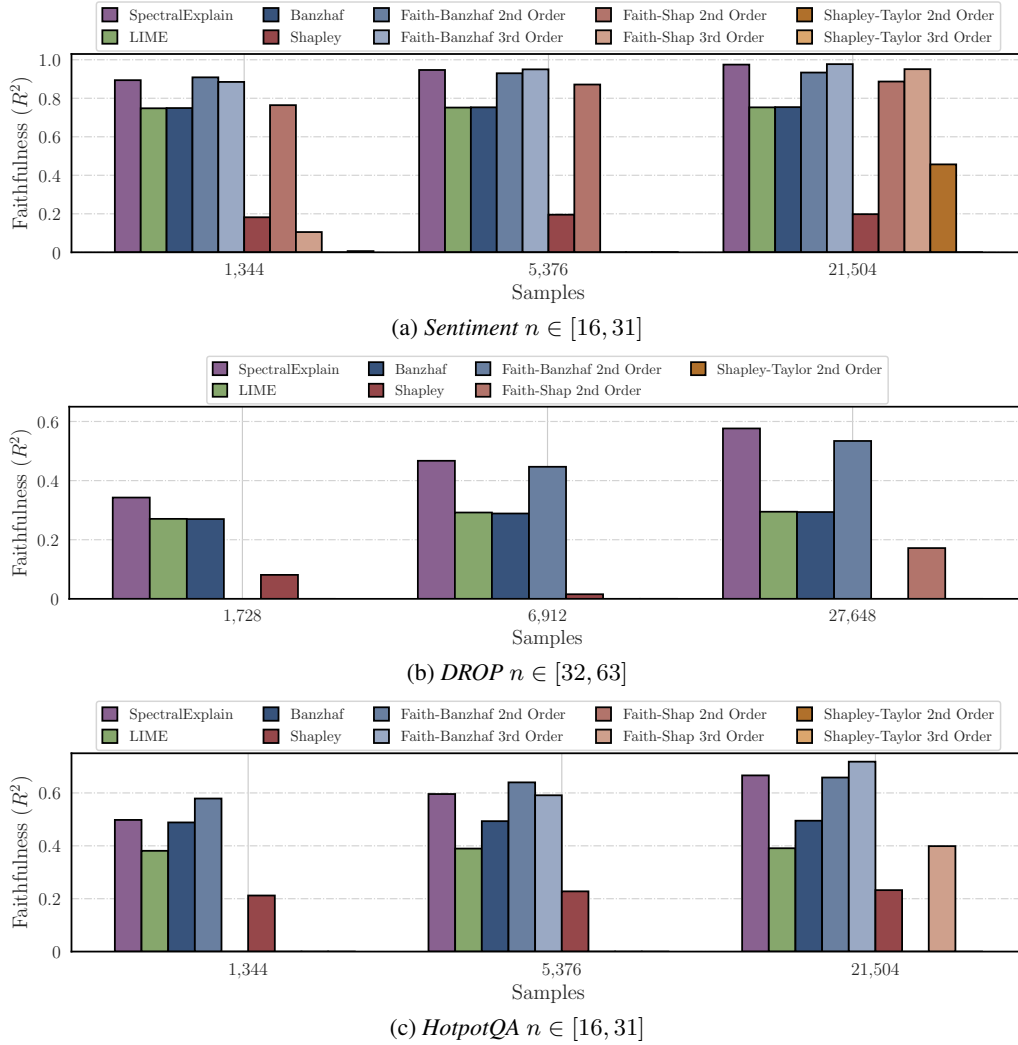 SpectralExplain Banzhaf Faith-Banzhaf 2nd Order Faith-Shap 2nd Order Shapley-Taylor 2nd Order
LIME Shapley Faith-Banzhaf 3rd Order Faith-Shap 3rd Order Shapley-Taylor 3rd Order
Faithfulness (R²)
1.0
0.8
0.6
0.4
0.2
0
1,344 5,376 21,504
Samples
(a) Sentiment n ∈ [16, 31]
SpectralExplain Banzhaf Faith-Banzhaf 2nd Order Shapley-Taylor 2nd Order
LIME Shapley Faith-Shap 2nd Order
Faithfulness (R²)
0.6
0.4
0.2
0
1,728 6,912 27,648
Samples
(b) DROP n ∈ [32, 63]
SpectralExplain Banzhaf Faith-Banzhaf 2nd Order Faith-Shap 2nd Order Shapley-Taylor 2nd Order
LIME Shapley Faith-Banzhaf 3rd Order Faith-Shap 3rd Order Shapley-Taylor 3rd Order
Faithfulness (R²)
0.6
0.4
0.2
0
1,344 5,376 21,504
Samples
(c) HotpotQA n ∈ [16, 31]